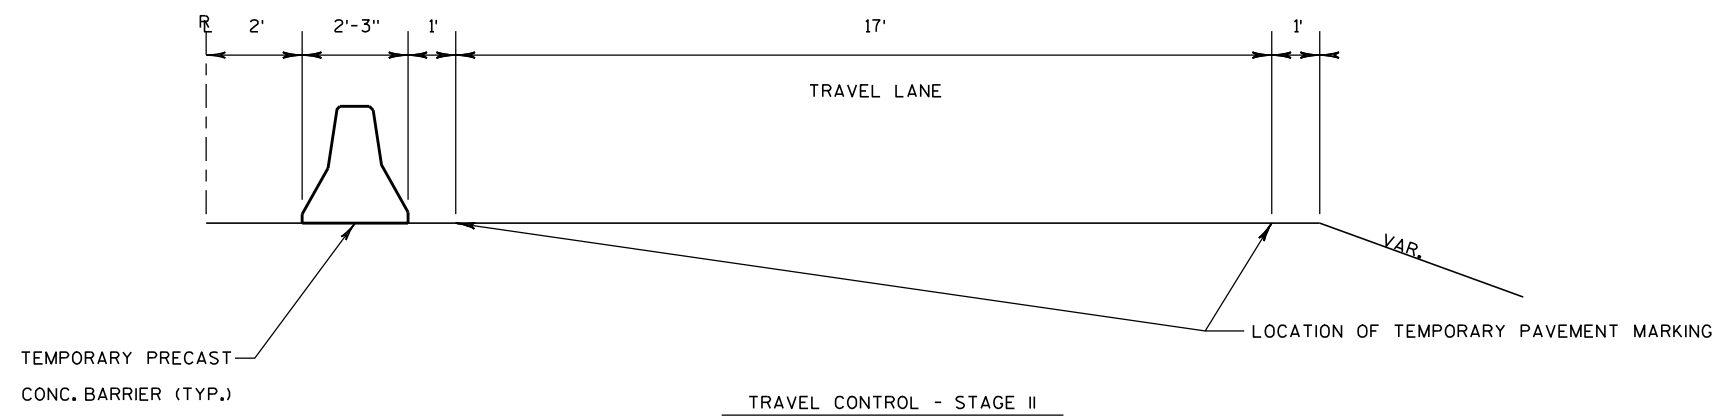 ℞ 2' 2'-3" 1' 17' 1'
TRAVEL LANE
VAR.
LOCATION OF TEMPORARY PAVEMENT MARKING
TEMPORARY PRECAST
CONC. BARRIER (TYP.)
TRAVEL CONTROL - STAGE II